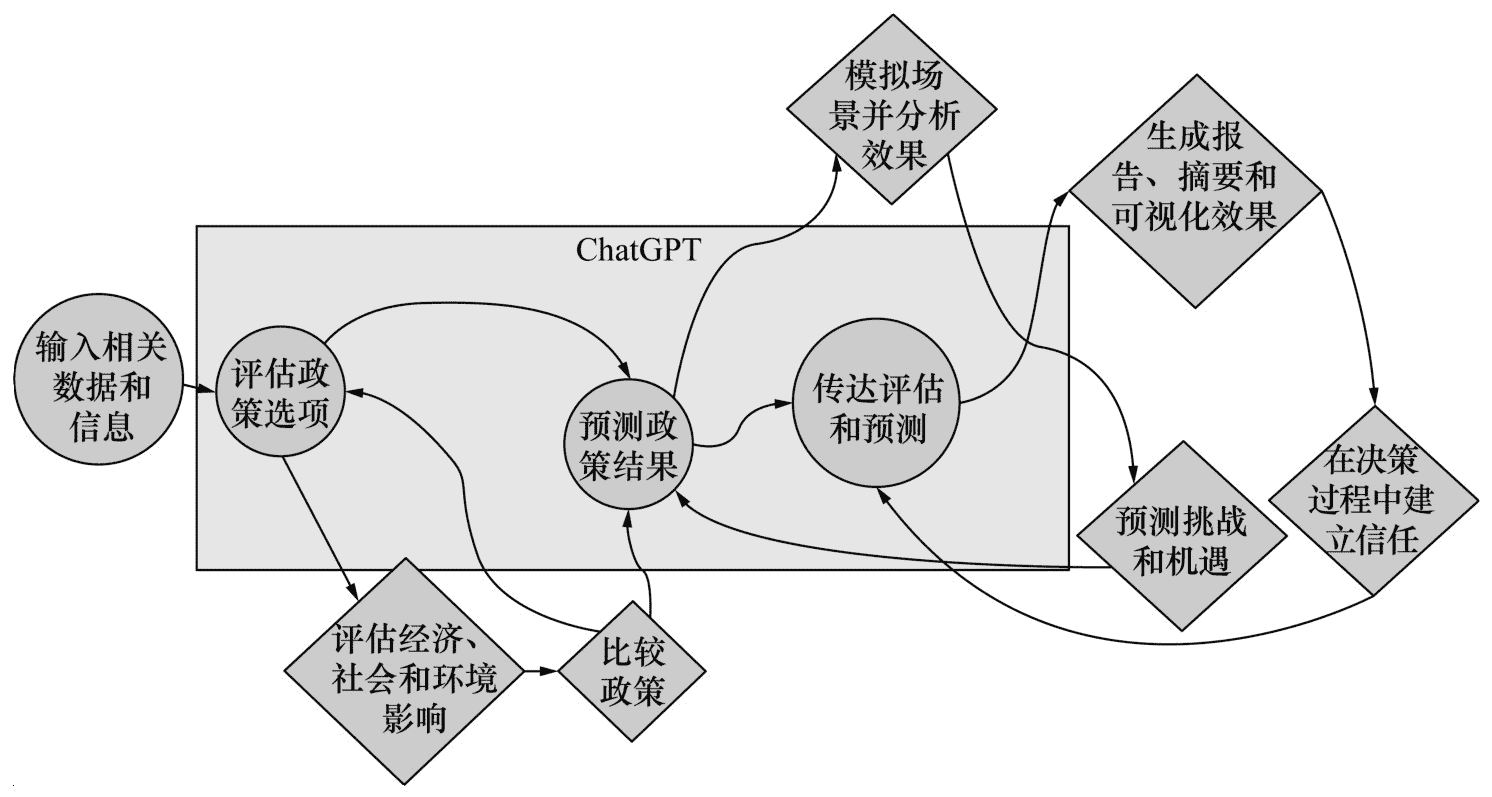 模拟场
景并分析
效果
生成报
告、摘要和
可视化效果
ChatGPT
输入相关
数据和
信息
评估政
策选项
预测政
策结果
传达评估
和预测
在决策
过程中建
立信任
预测挑战
和机遇
评估经济、
社会和环境
影响
比较
政策